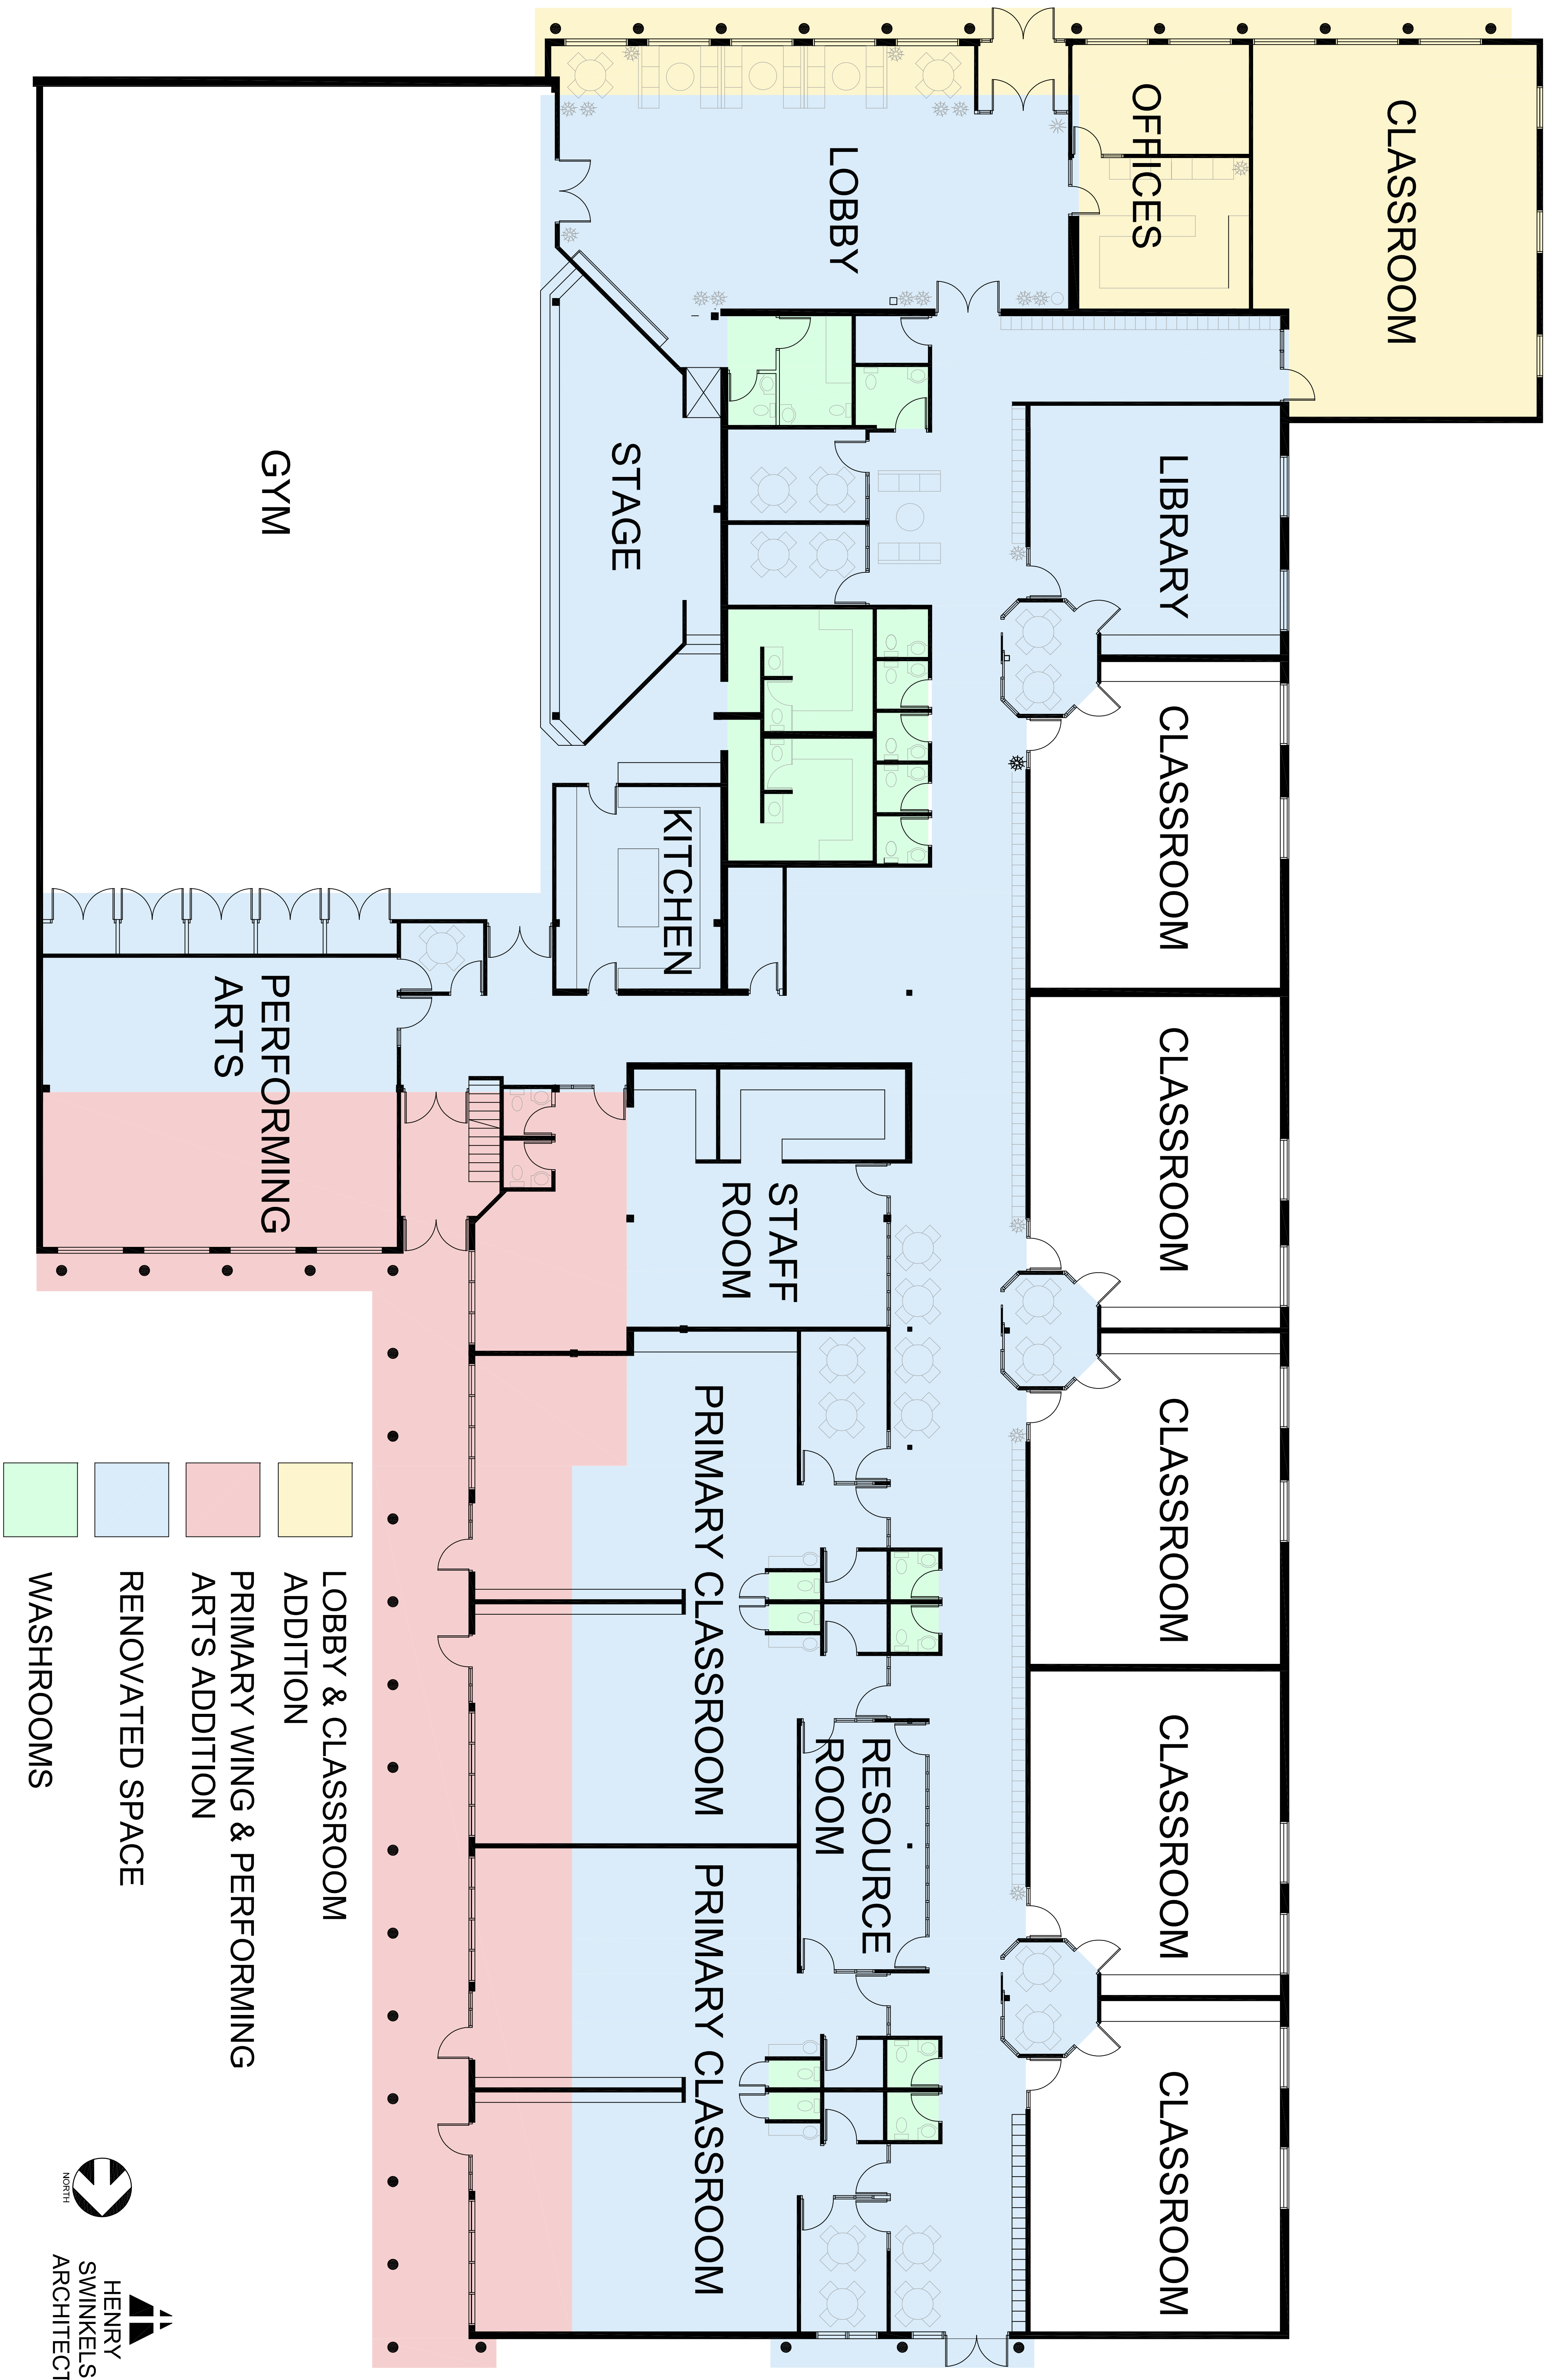 CLASSROOM
OFFICES
LOBBY
LIBRARY
GYM
STAGE
KITCHEN
CLASSROOM
CLASSROOM
CLASSROOM
CLASSROOM
CLASSROOM
PERFORMING
ARTS
STAFF
ROOM
PRIMARY CLASSROOM
RESOURCE
ROOM
PRIMARY CLASSROOM
LOBBY & CLASSROOM
ADDITION
PRIMARY WING & PERFORMING
ARTS ADDITION
RENOVATED SPACE
WASHROOMS
NORTH
HENRY
SWINKELS
ARCHITECT